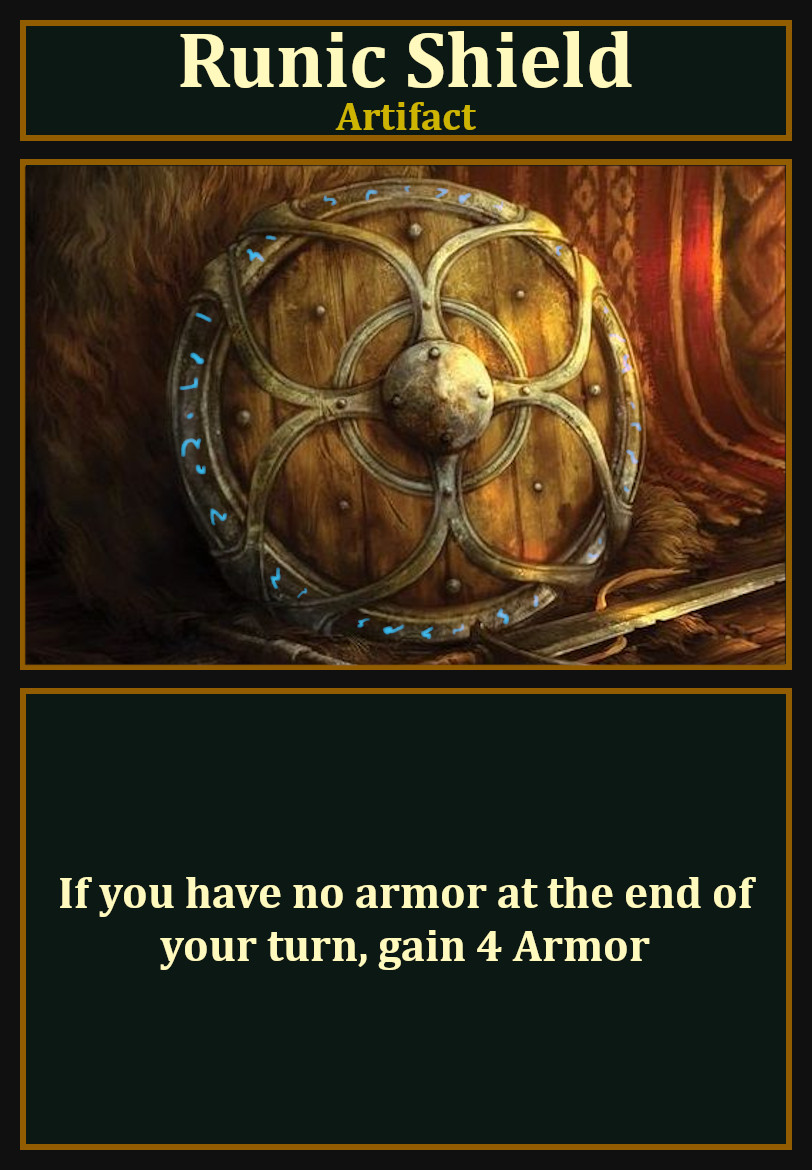 Runic Shield
Artifact
If you have no armor at the end of
your turn, gain 4 Armor